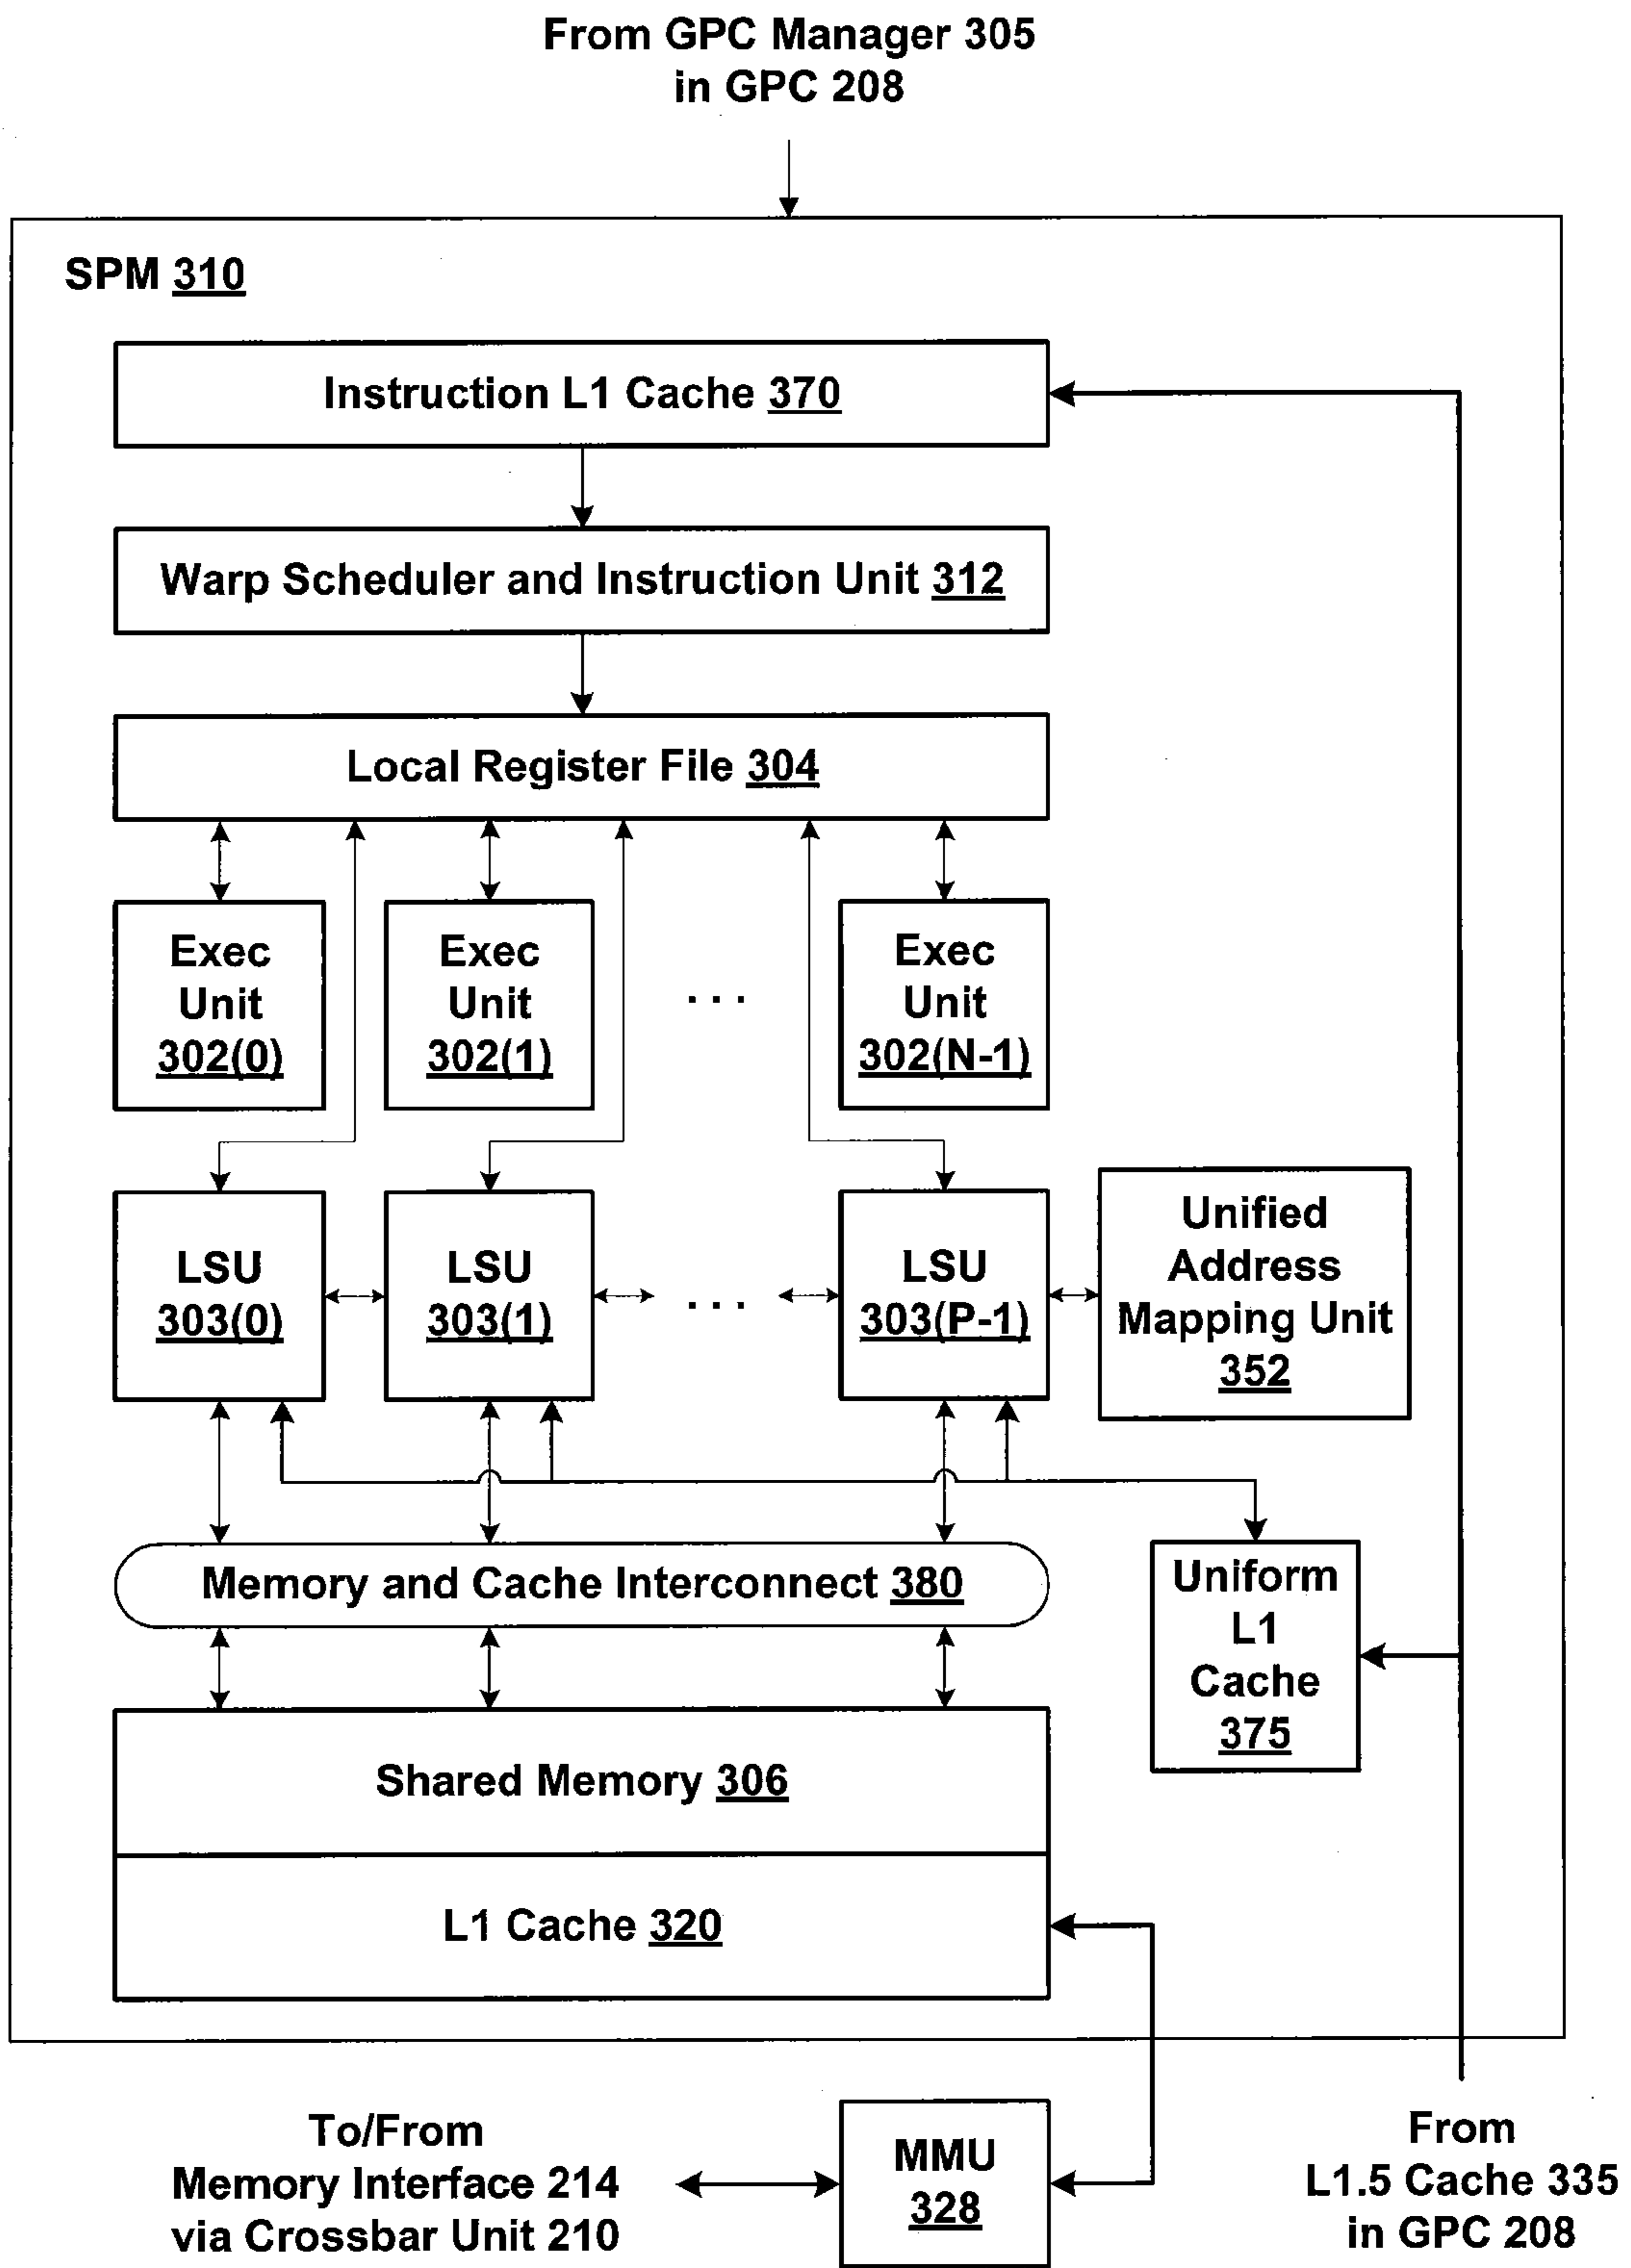 From GPC Manager 305
in GPC 208
SPM 310
Instruction L1 Cache 370
Warp Scheduler and Instruction Unit 312
Local Register File 304
Exec
Unit
302(0)
Exec
Unit
302(1)
. . .
Exec
Unit
302(N-1)
LSU
303(0)
LSU
303(1)
. . .
LSU
303(P-1)
Unified
Address
Mapping Unit
352
Memory and Cache Interconnect 380
Uniform
L1
Cache
375
Shared Memory 306
L1 Cache 320
To/From
Memory Interface 214
via Crossbar Unit 210
MMU
328
From
L1.5 Cache 335
in GPC 208